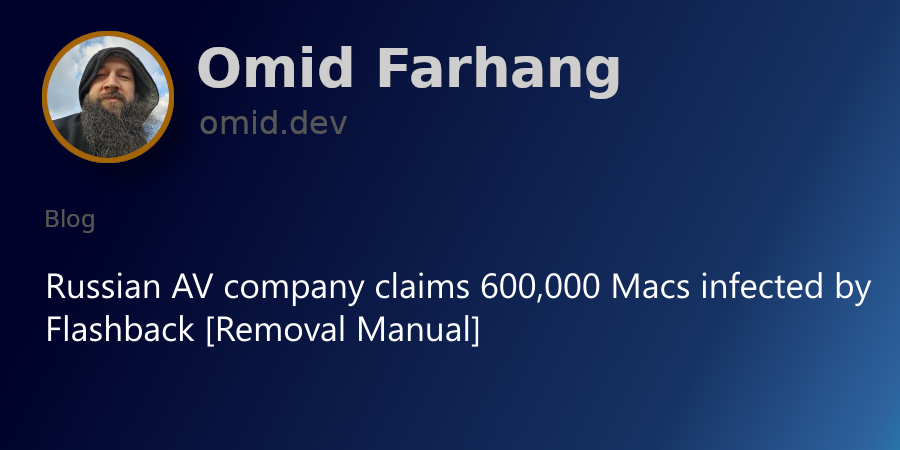 Omid Farhang
omid.dev
Blog
Russian AV company claims 600,000 Macs infected by
Flashback [Removal Manual]